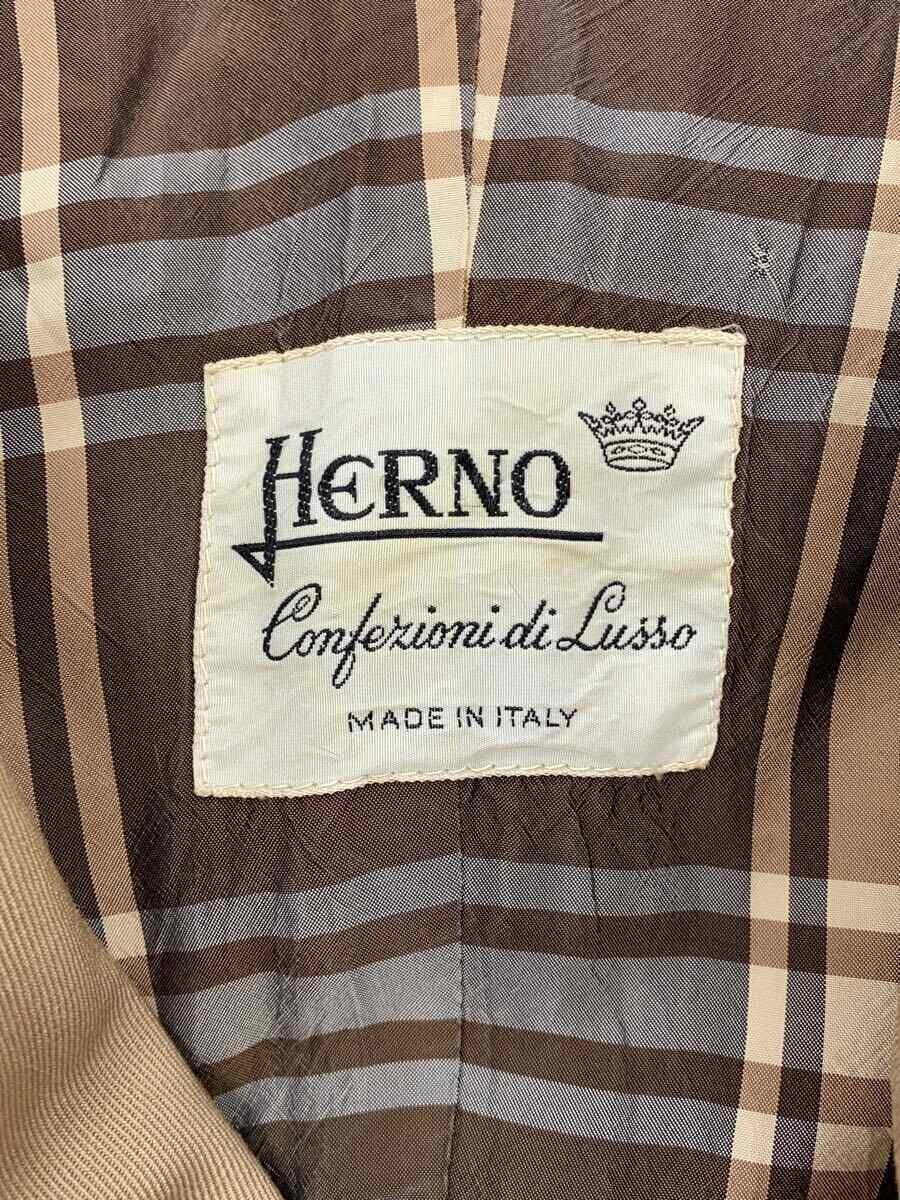 HERNO
Confezioni di Lusso
MADE IN ITALY